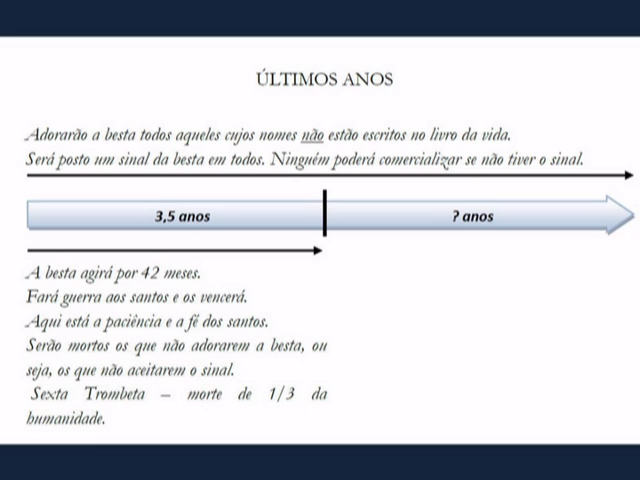 ÚLTIMOS ANOS
Adorarão a besta todos aqueles cujos nomes não estão escritos no livro da vida.
Será posto um sinal da besta em todos. Ninguém poderá comercializar se não tiver o sinal.
3,5 anos
? anos
A besta agirá por 42 meses.
Fará guerra aos santos e os vencerá.
Aqui está a paciência e a fé dos santos.
Serão mortos os que não adorarem a besta, ou
seja, os que não aceitarem o sinal.
Sexta Trombeta – morte de 1/3 da
humanidade.